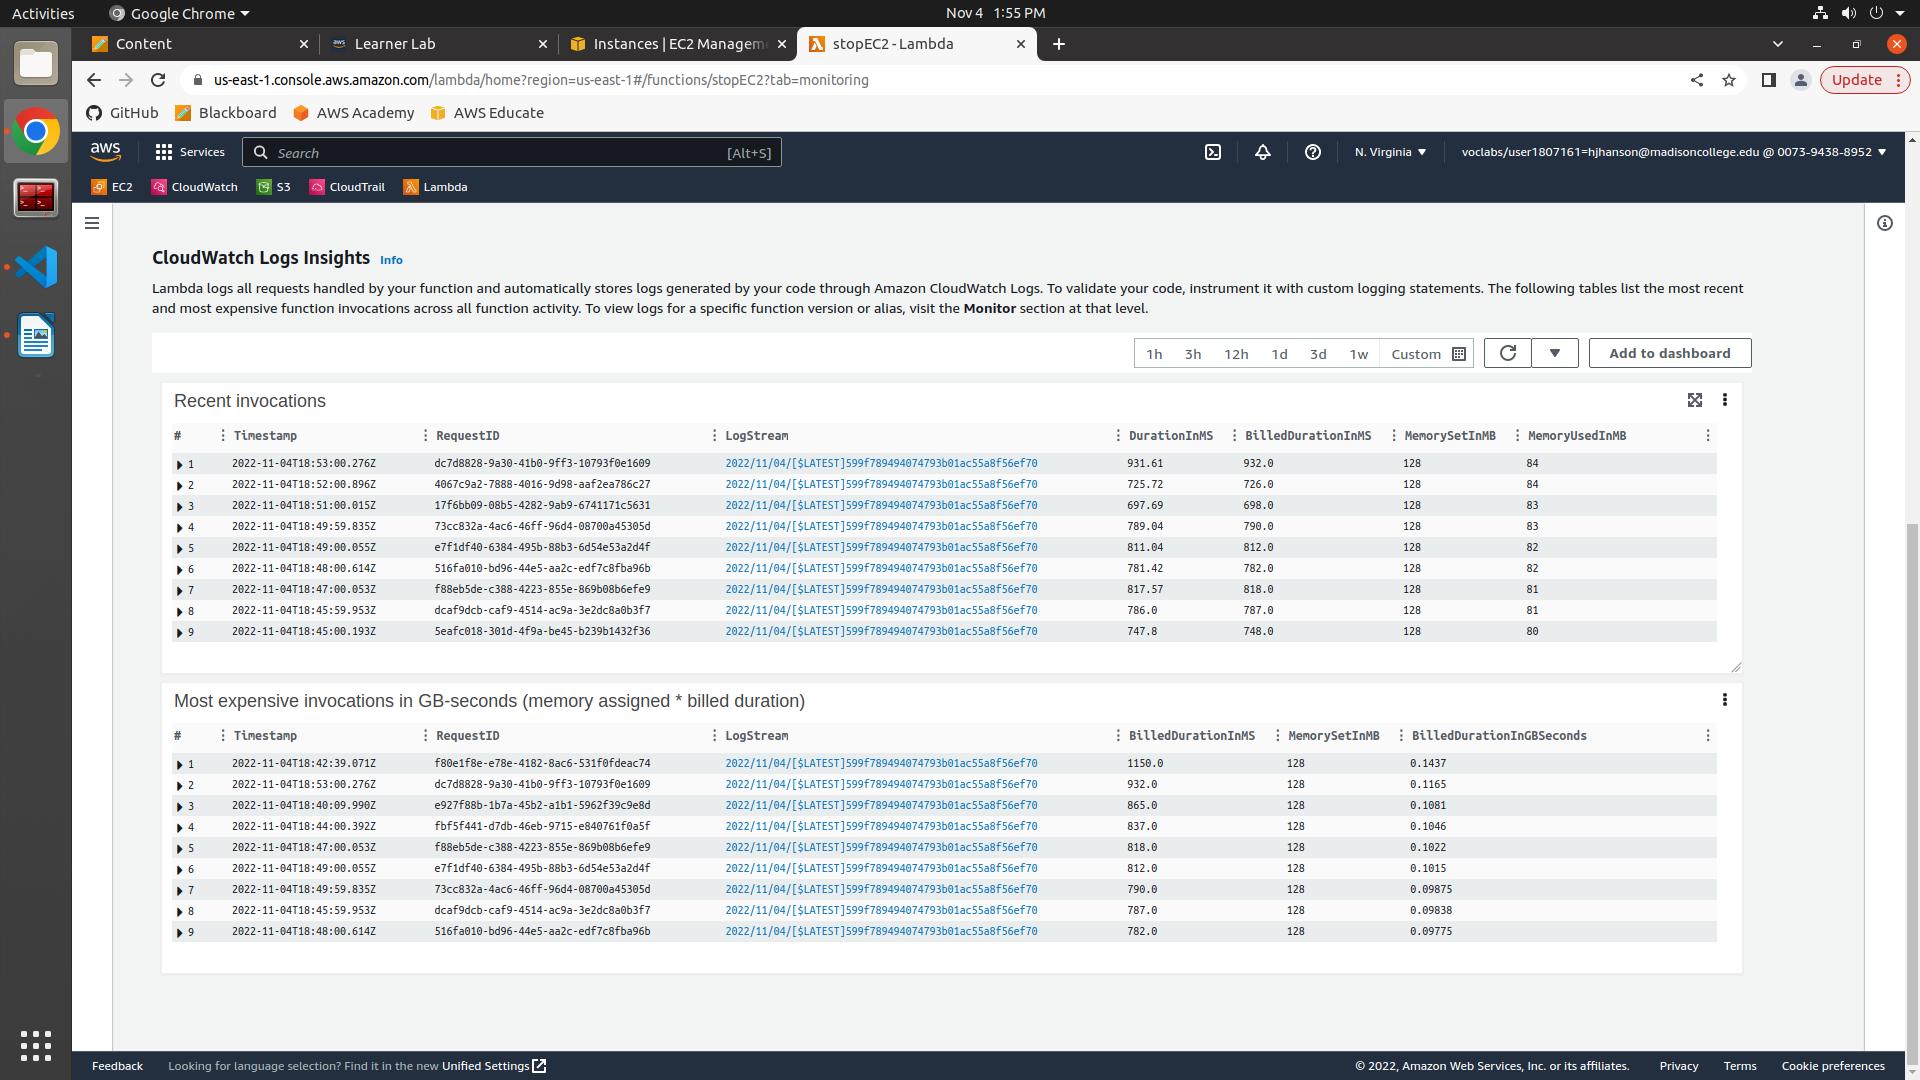 Activities Google Chrome Nov 4 1:55 PM
Content Learner Lab Instances | EC2 Managem stopEC2 - Lambda
us-east-1.console.aws.amazon.com/lambda/home?region=us-east-1#/functions/stopEC2?tab=monitoring Update
GitHub Blackboard AWS Academy AWS Educate
aws Services Search [Alt+S] N. Virginia voclabs/user1807161=hjhanson@madisoncollege.edu @ 0073-9438-8952
EC2 CloudWatch S3 CloudTrail Lambda
CloudWatch Logs Insights Info
Lambda logs all requests handled by your function and automatically stores logs generated by your code through Amazon CloudWatch Logs. To validate your code, instrument it with custom logging statements. The following tables list the most recent
and most expensive function invocations across all function activity. To view logs for a specific function version or alias, visit the Monitor section at that level.
1h 3h 12h 1d 3d 1w Custom Add to dashboard
Recent invocations
# Timestamp RequestID LogStream DurationInMS BilledDurationInMS MemorySetInMB MemoryUsedInMB
1 2022-11-04T18:53:00.276Z dc7d8828-9a30-41b0-9ff3-10793f0e1609 2022/11/04/[$LATEST]599f789494074793b01ac55a8f56ef70 931.61 932.0 128 84
2 2022-11-04T18:52:00.896Z 4067c9a2-7888-4016-9d98-aaf2ea786c27 2022/11/04/[$LATEST]599f789494074793b01ac55a8f56ef70 725.72 726.0 128 84
3 2022-11-04T18:51:00.015Z 17f6bb09-08b5-4282-9ab9-6741171c5631 2022/11/04/[$LATEST]599f789494074793b01ac55a8f56ef70 697.69 698.0 128 83
4 2022-11-04T18:49:59.835Z 73cc832a-4ac6-46ff-96d4-08700a45305d 2022/11/04/[$LATEST]599f789494074793b01ac55a8f56ef70 789.04 790.0 128 83
5 2022-11-04T18:49:00.055Z e7f1df40-6384-495b-88b3-6d54e53a2d4f 2022/11/04/[$LATEST]599f789494074793b01ac55a8f56ef70 811.04 812.0 128 82
6 2022-11-04T18:48:00.614Z 516fa010-bd96-44e5-aa2c-edf7c8fba96b 2022/11/04/[$LATEST]599f789494074793b01ac55a8f56ef70 781.42 782.0 128 82
7 2022-11-04T18:47:00.053Z f88eb5de-c388-4223-855e-869b08b6efe9 2022/11/04/[$LATEST]599f789494074793b01ac55a8f56ef70 817.57 818.0 128 81
8 2022-11-04T18:45:59.953Z dcaf9dcb-caf9-4514-ac9a-3e2dc8a0b3f7 2022/11/04/[$LATEST]599f789494074793b01ac55a8f56ef70 786.0 787.0 128 81
9 2022-11-04T18:45:00.193Z 5eafc018-301d-4f9a-be45-b239b1432f36 2022/11/04/[$LATEST]599f789494074793b01ac55a8f56ef70 747.8 748.0 128 80
Most expensive invocations in GB-seconds (memory assigned * billed duration)
# Timestamp RequestID LogStream BilledDurationInMS MemorySetInMB BilledDurationInGBSeconds
1 2022-11-04T18:42:39.071Z f80e1f8e-e78e-4182-8ac6-531f0fdeac74 2022/11/04/[$LATEST]599f789494074793b01ac55a8f56ef70 1150.0 128 0.1437
2 2022-11-04T18:53:00.276Z dc7d8828-9a30-41b0-9ff3-10793f0e1609 2022/11/04/[$LATEST]599f789494074793b01ac55a8f56ef70 932.0 128 0.1165
3 2022-11-04T18:40:09.990Z e927f88b-1b7a-45b2-a1b1-5962f39c9e8d 2022/11/04/[$LATEST]599f789494074793b01ac55a8f56ef70 865.0 128 0.1081
4 2022-11-04T18:44:00.392Z fbf5f441-d7db-46eb-9715-e840761f0a5f 2022/11/04/[$LATEST]599f789494074793b01ac55a8f56ef70 837.0 128 0.1046
5 2022-11-04T18:47:00.053Z f88eb5de-c388-4223-855e-869b08b6efe9 2022/11/04/[$LATEST]599f789494074793b01ac55a8f56ef70 818.0 128 0.1022
6 2022-11-04T18:49:00.055Z e7f1df40-6384-495b-88b3-6d54e53a2d4f 2022/11/04/[$LATEST]599f789494074793b01ac55a8f56ef70 812.0 128 0.1015
7 2022-11-04T18:49:59.835Z 73cc832a-4ac6-46ff-96d4-08700a45305d 2022/11/04/[$LATEST]599f789494074793b01ac55a8f56ef70 790.0 128 0.09875
8 2022-11-04T18:45:59.953Z dcaf9dcb-caf9-4514-ac9a-3e2dc8a0b3f7 2022/11/04/[$LATEST]599f789494074793b01ac55a8f56ef70 787.0 128 0.09838
9 2022-11-04T18:48:00.614Z 516fa010-bd96-44e5-aa2c-edf7c8fba96b 2022/11/04/[$LATEST]599f789494074793b01ac55a8f56ef70 782.0 128 0.09775
Feedback Looking for language selection? Find it in the new Unified Settings © 2022, Amazon Web Services, Inc. or its affiliates. Privacy Terms Cookie preferences